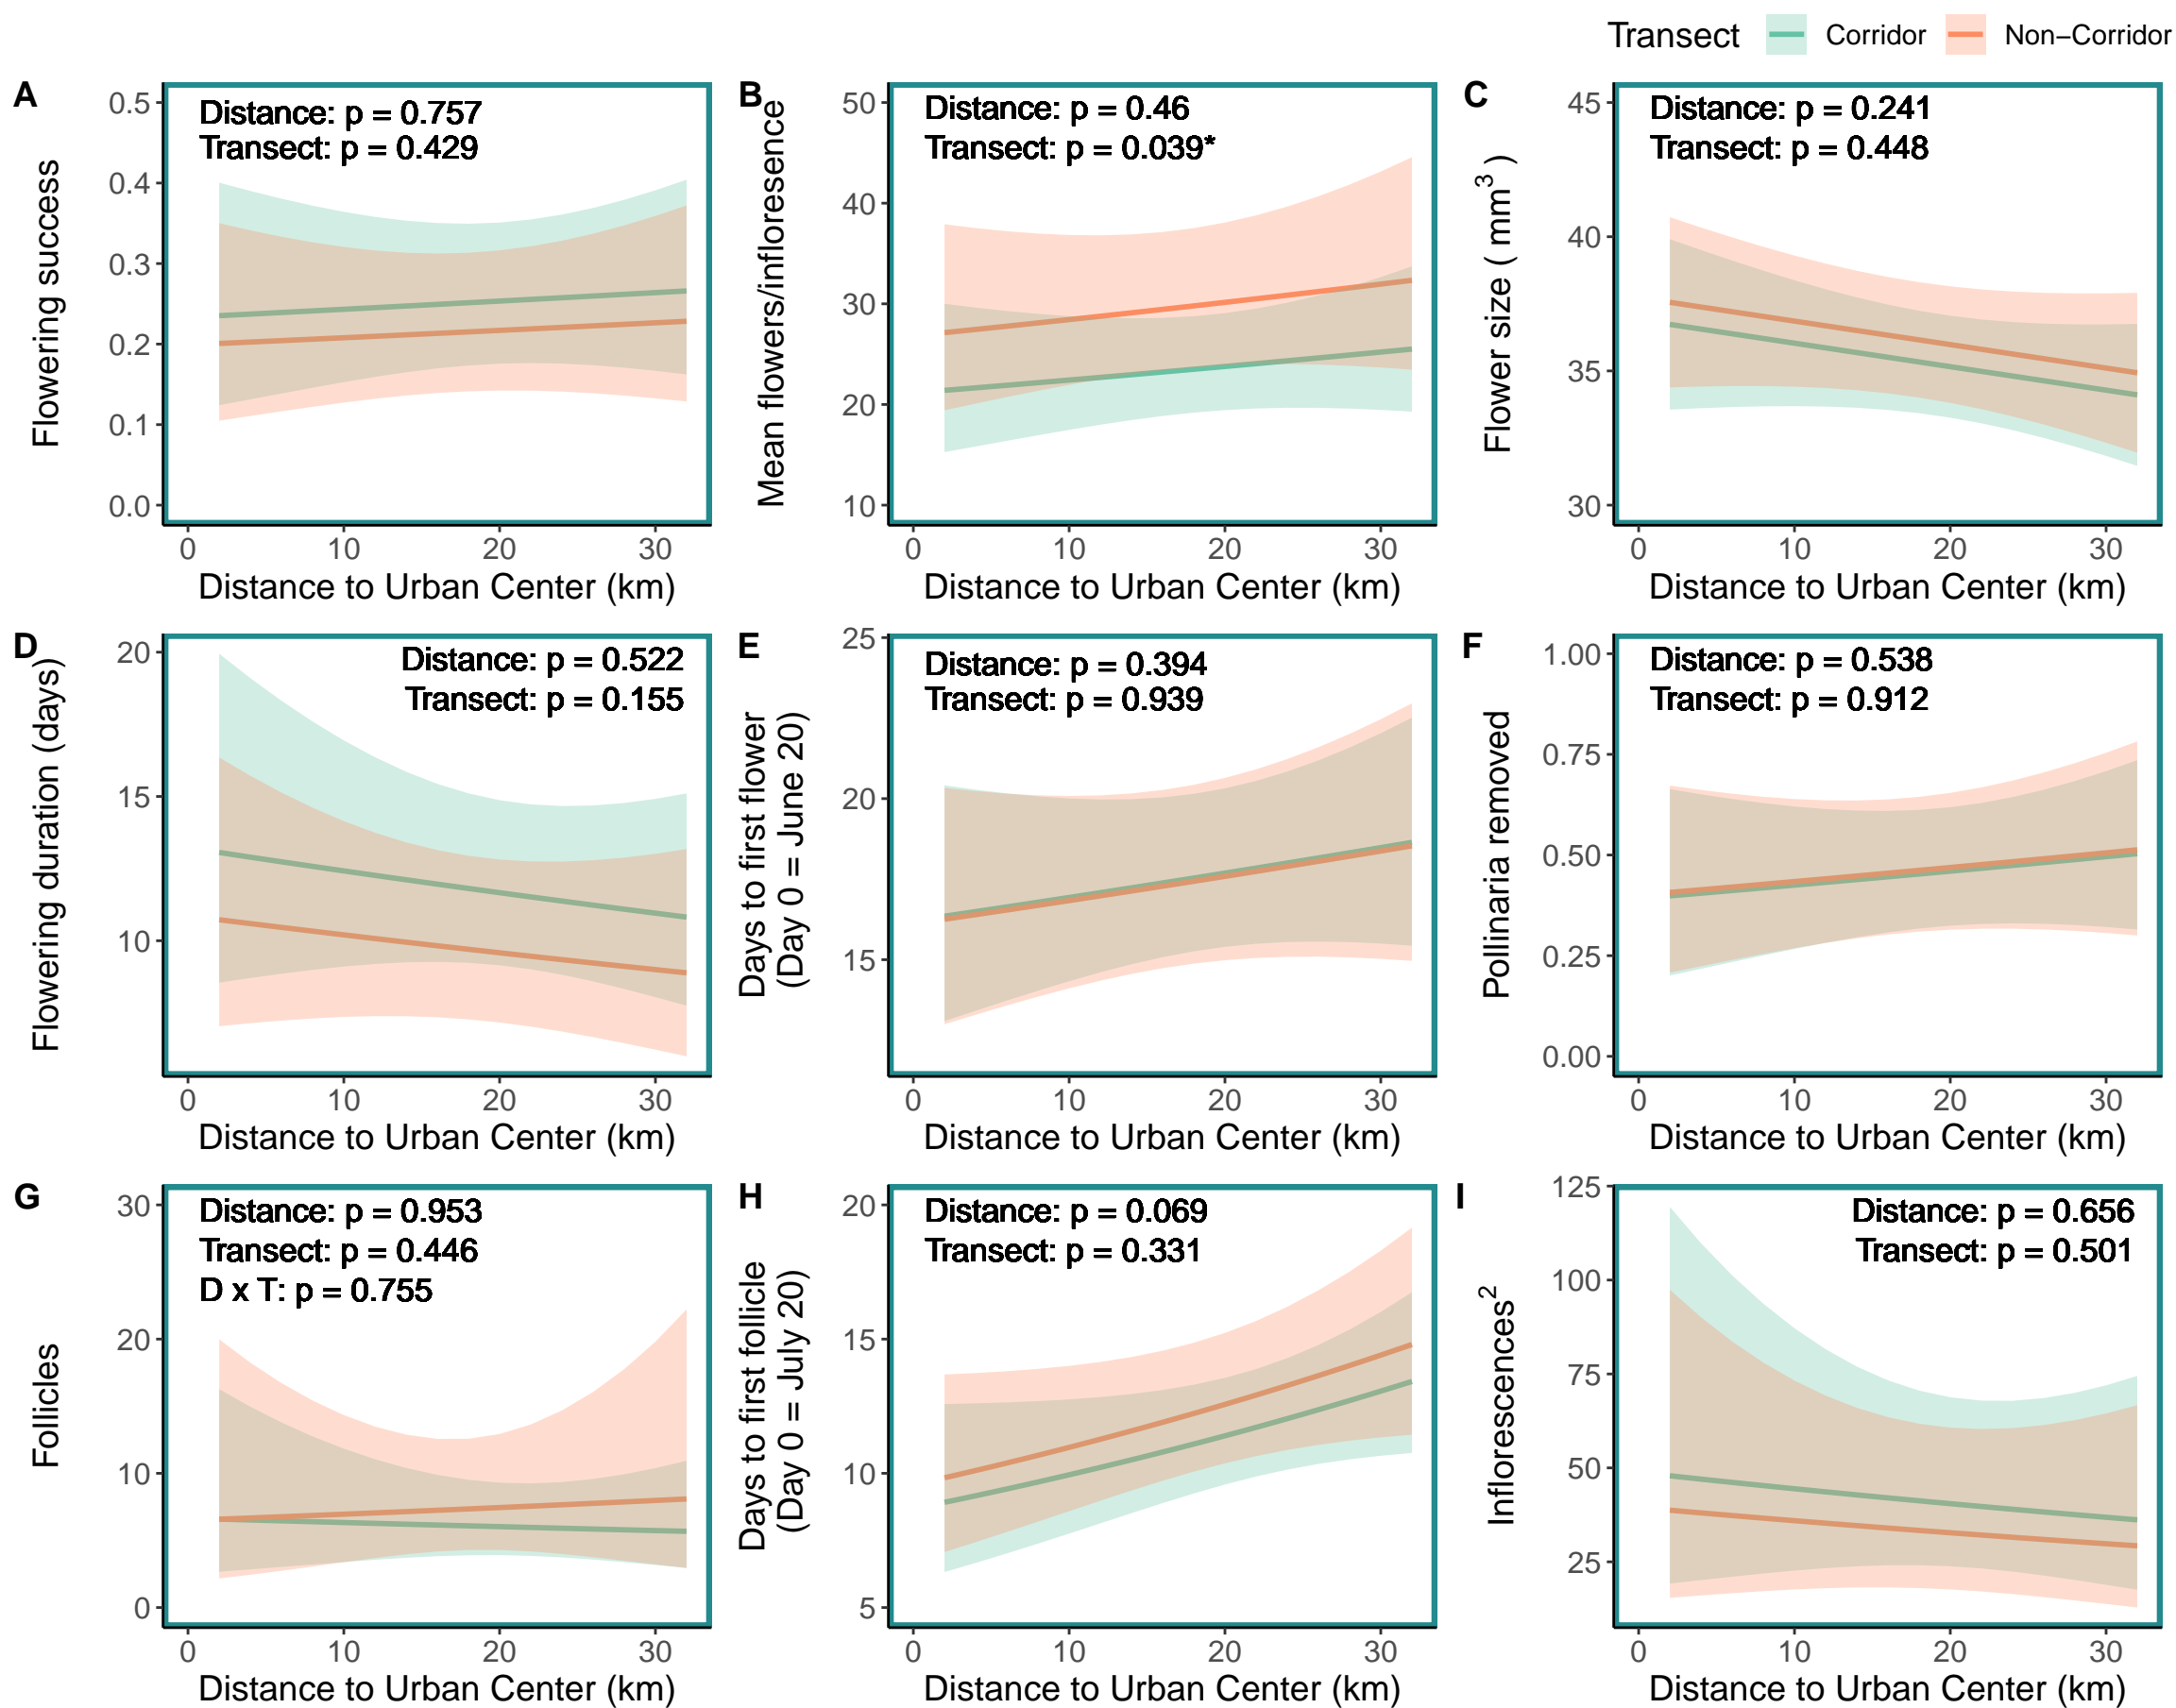 Transect Corridor Non−Corridor
A
Distance: p = 0.757
Transect: p = 0.429
Flowering success
0.5
0.4
0.3
0.2
0.1
0.0
0 10 20 30
Distance to Urban Center (km)
B
Distance: p = 0.46
Transect: p = 0.039*
Mean flowers/infloresence
50
40
30
20
10
0 10 20 30
Distance to Urban Center (km)
C
Distance: p = 0.241
Transect: p = 0.448
Flower size ( mm³ )
45
40
35
30
0 10 20 30
Distance to Urban Center (km)
D
Distance: p = 0.522
Transect: p = 0.155
Flowering duration (days)
20
15
10
0 10 20 30
Distance to Urban Center (km)
E
Distance: p = 0.394
Transect: p = 0.939
Days to first flower
(Day 0 = June 20)
25
20
15
0 10 20 30
Distance to Urban Center (km)
F
Distance: p = 0.538
Transect: p = 0.912
Pollinaria removed
1.00
0.75
0.50
0.25
0.00
0 10 20 30
Distance to Urban Center (km)
G
Distance: p = 0.953
Transect: p = 0.446
D x T: p = 0.755
Follicles
30
20
10
0
0 10 20 30
Distance to Urban Center (km)
H
Distance: p = 0.069
Transect: p = 0.331
Days to first follicle
(Day 0 = July 20)
20
15
10
5
0 10 20 30
Distance to Urban Center (km)
I
Distance: p = 0.656
Transect: p = 0.501
Inflorescences²
125
100
75
50
25
0 10 20 30
Distance to Urban Center (km)